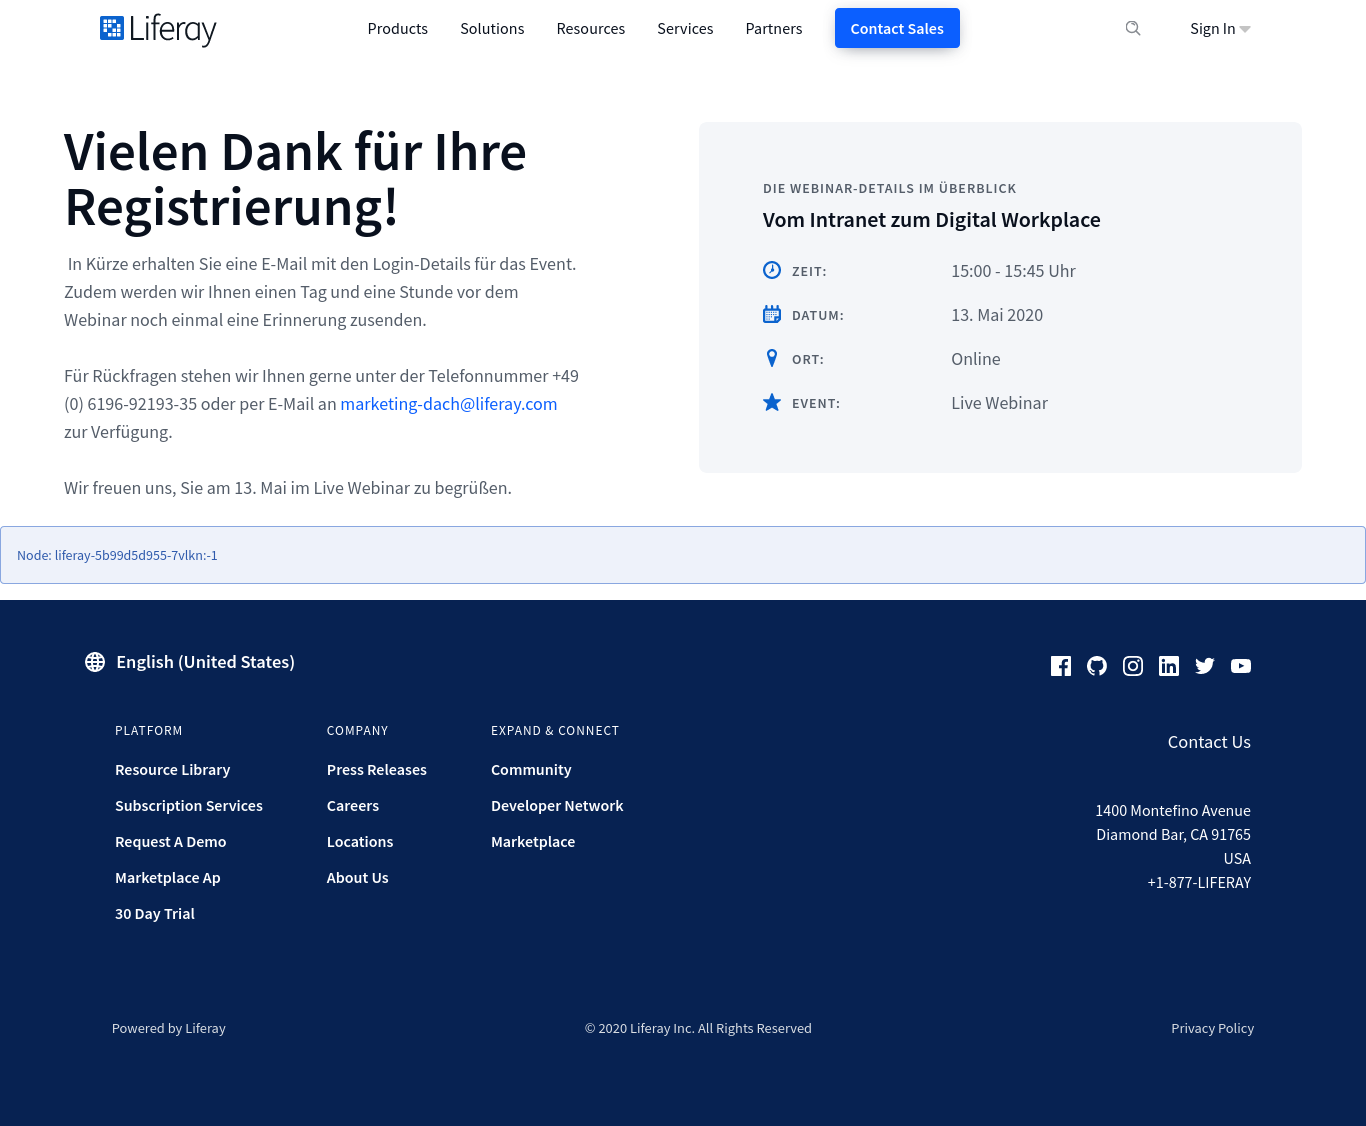 Liferay
Products Solutions Resources Services Partners Contact Sales Sign In
Vielen Dank für Ihre
Registrierung!
In Kürze erhalten Sie eine E-Mail mit den Login-Details für das Event.
Zudem werden wir Ihnen einen Tag und eine Stunde vor dem
Webinar noch einmal eine Erinnerung zusenden.
Für Rückfragen stehen wir Ihnen gerne unter der Telefonnummer +49
(0) 6196-92193-35 oder per E-Mail an marketing-dach@liferay.com
zur Verfügung.
Wir freuen uns, Sie am 13. Mai im Live Webinar zu begrüßen.
DIE WEBINAR-DETAILS IM ÜBERBLICK
Vom Intranet zum Digital Workplace
ZEIT: 15:00 - 15:45 Uhr
DATUM: 13. Mai 2020
ORT: Online
EVENT: Live Webinar
Node: liferay-5b99d5d955-7vlkn:-1
English (United States)
PLATFORM
Resource Library
Subscription Services
Request A Demo
Marketplace Ap
30 Day Trial
COMPANY
Press Releases
Careers
Locations
About Us
EXPAND & CONNECT
Community
Developer Network
Marketplace
Contact Us
1400 Montefino Avenue
Diamond Bar, CA 91765
USA
+1-877-LIFERAY
Powered by Liferay
© 2020 Liferay Inc. All Rights Reserved
Privacy Policy